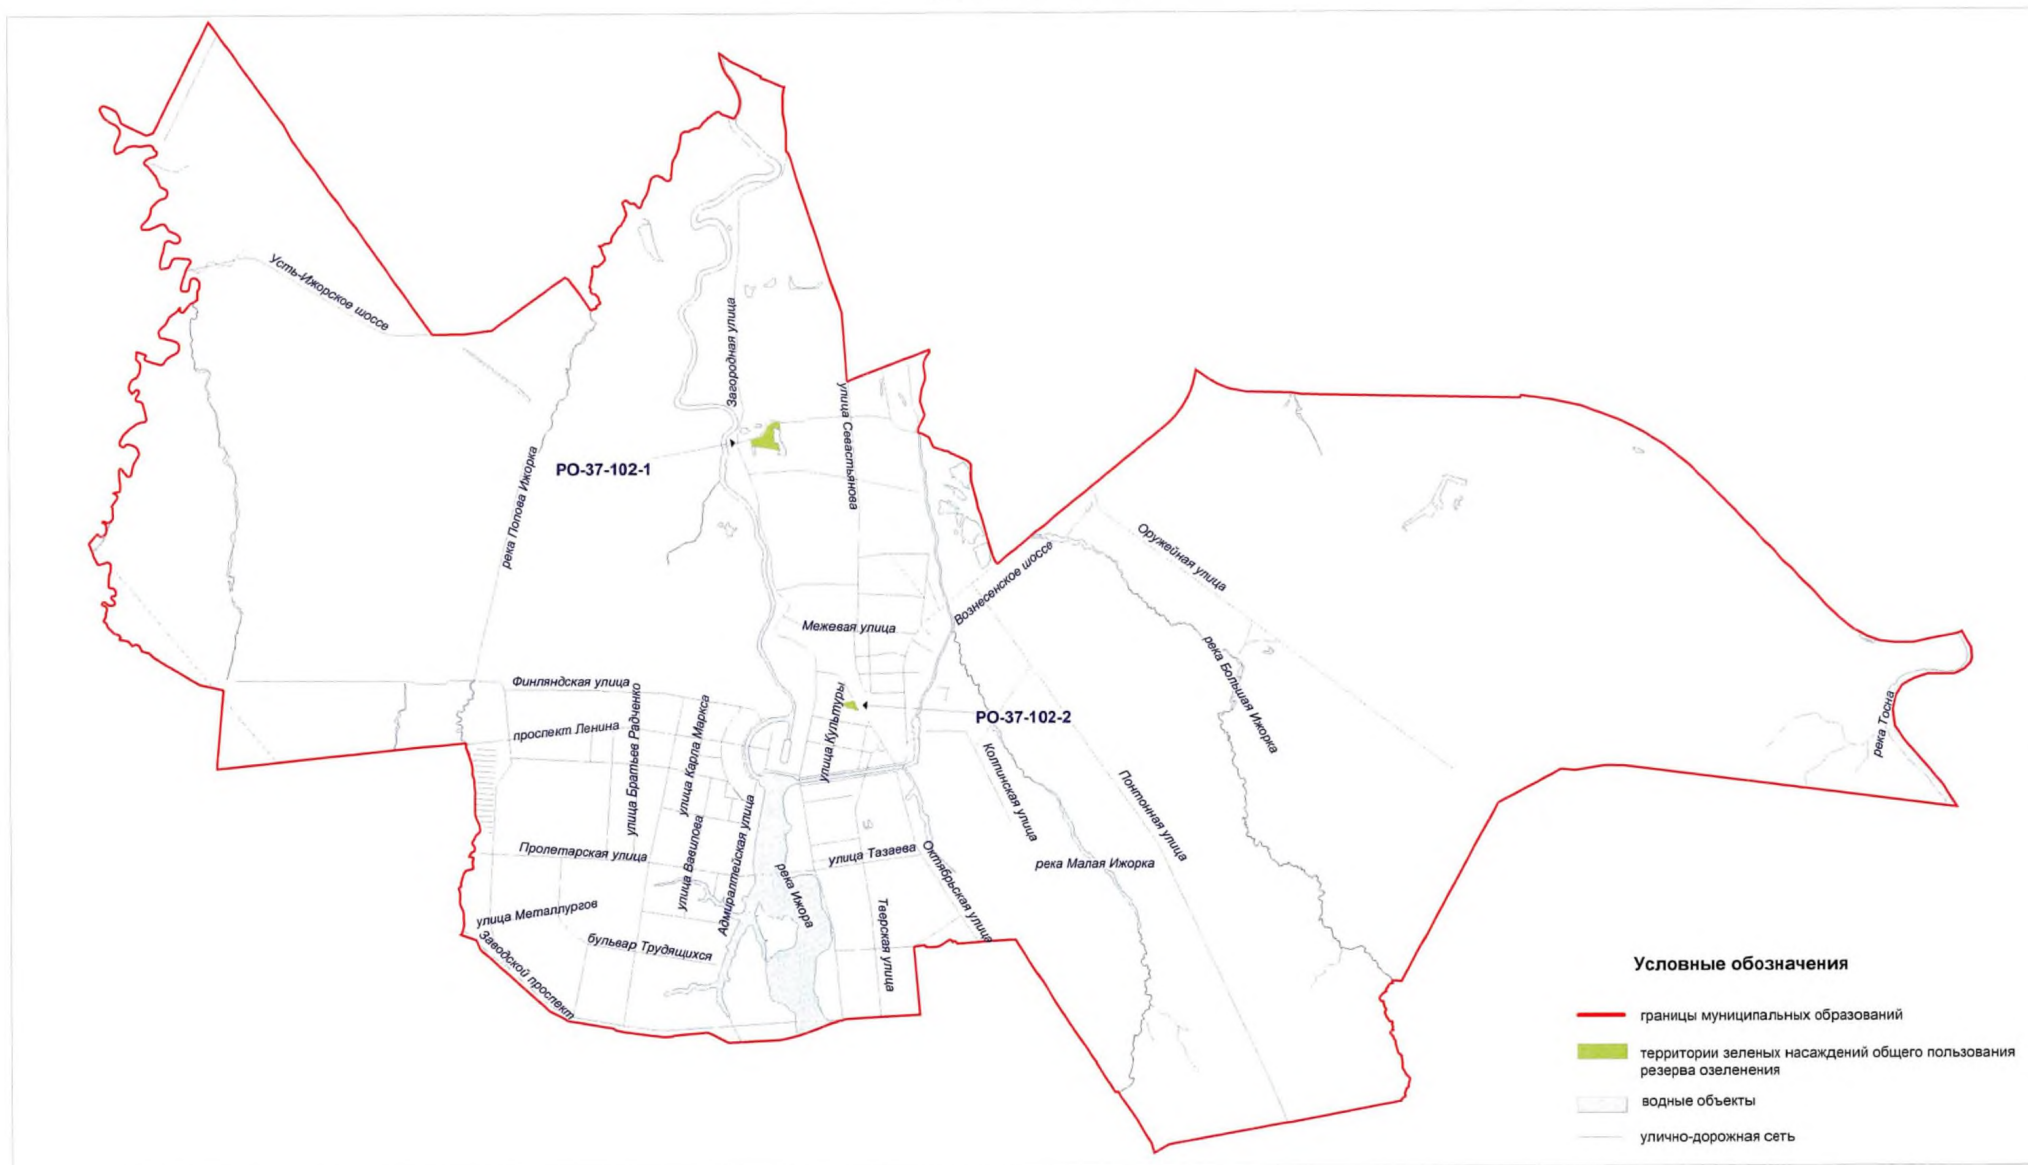 Усть-Ижорское шоссе
Загородная улица
улица Севастьянова
РО-37-102-1
река Попова Ижорка
Оружейная улица
Вознесенское шоссе
Межевая улица
река Большая Ижорка
Финляндская улица
улица Братьев Радченко
улица Карла Маркса
улица Культуры
РО-37-102-2
проспект Ленина
река Тосна
Колпинская улица
Понтонная улица
улица Вавилова
Адмиралтейская улица
Пролетарская улица
улица Тазаева
Октябрьская улица
река Малая Ижорка
река Ижора
улица Металлургов
Тверская улица
бульвар Трудящихся
Заводской проспект
Условные обозначения
границы муниципальных образований
территории зеленых насаждений общего пользования
резерва озеленения
водные объекты
улично-дорожная сеть